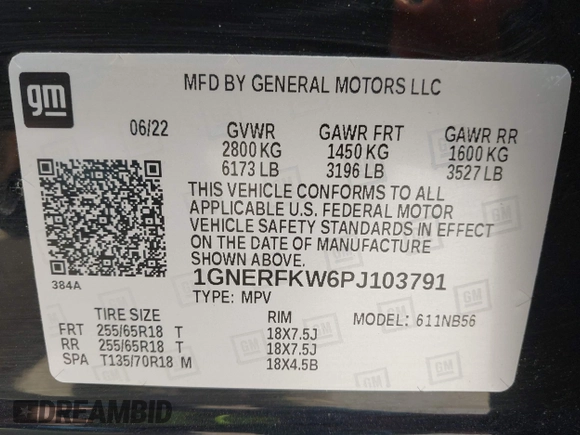 gm
MFD BY GENERAL MOTORS LLC
06/22 GVWR GAWR FRT GAWR RR
2800 KG 1450 KG 1600 KG
6173 LB 3196 LB 3527 LB
THIS VEHICLE CONFORMS TO ALL
APPLICABLE U.S. FEDERAL MOTOR
VEHICLE SAFETY STANDARDS IN EFFECT
ON THE DATE OF MANUFACTURE
SHOWN ABOVE.
384A
1GNERFKW6PJ103791
TYPE: MPV
TIRE SIZE RIM MODEL: 611NB56
FRT 255/65R18 T 18X7.5J
RR 255/65R18 T 18X7.5J
SPA T135/70R18 M 18X4.5B
GM GM GM
DREAMBID